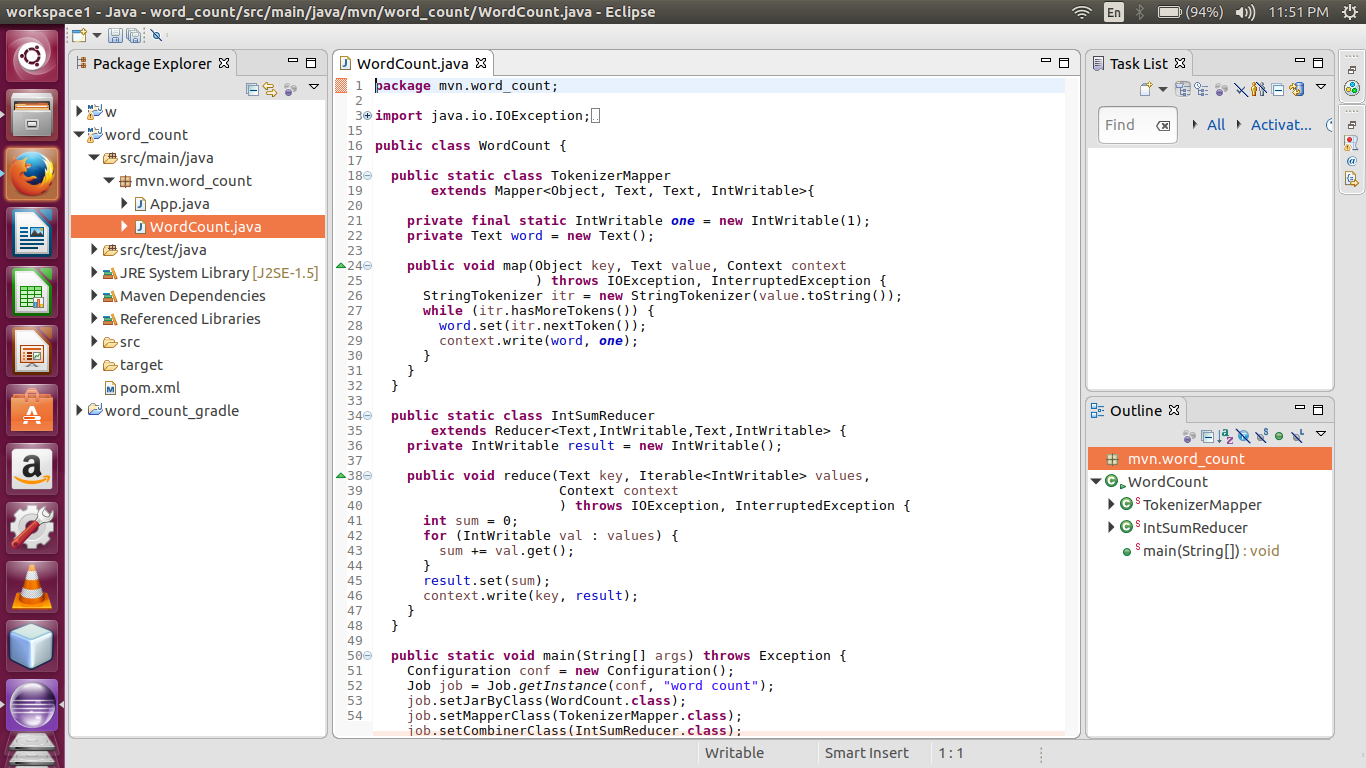 workspace1 - Java - word_count/src/main/java/mvn/word_count/WordCount.java - Eclipse
En
(94%)
11:51 PM
Package Explorer
w
word_count
src/main/java
mvn.word_count
App.java
WordCount.java
src/test/java
JRE System Library [J2SE-1.5]
Maven Dependencies
Referenced Libraries
src
target
pom.xml
word_count_gradle
WordCount.java
1 package mvn.word_count;
2
3 import java.io.IOException;
15
16 public class WordCount {
17
18 public static class TokenizerMapper
19 extends Mapper<Object, Text, Text, IntWritable>{
20
21 private final static IntWritable one = new IntWritable(1);
22 private Text word = new Text();
23
24 public void map(Object key, Text value, Context context
25 ) throws IOException, InterruptedException {
26 StringTokenizer itr = new StringTokenizer(value.toString());
27 while (itr.hasMoreTokens()) {
28 word.set(itr.nextToken());
29 context.write(word, one);
30 }
31 }
32 }
33
34 public static class IntSumReducer
35 extends Reducer<Text,IntWritable,Text,IntWritable> {
36 private IntWritable result = new IntWritable();
37
38 public void reduce(Text key, Iterable<IntWritable> values,
39 Context context
40 ) throws IOException, InterruptedException {
41 int sum = 0;
42 for (IntWritable val : values) {
43 sum += val.get();
44 }
45 result.set(sum);
46 context.write(key, result);
47 }
48 }
49
50 public static void main(String[] args) throws Exception {
51 Configuration conf = new Configuration();
52 Job job = Job.getInstance(conf, "word count");
53 job.setJarByClass(WordCount.class);
54 job.setMapperClass(TokenizerMapper.class);
job.setCombinerClass(IntSumReducer.class);
Task List
Find
All
Activat...
Outline
mvn.word_count
WordCount
TokenizerMapper
IntSumReducer
main(String[]) : void
Writable
Smart Insert
1 : 1